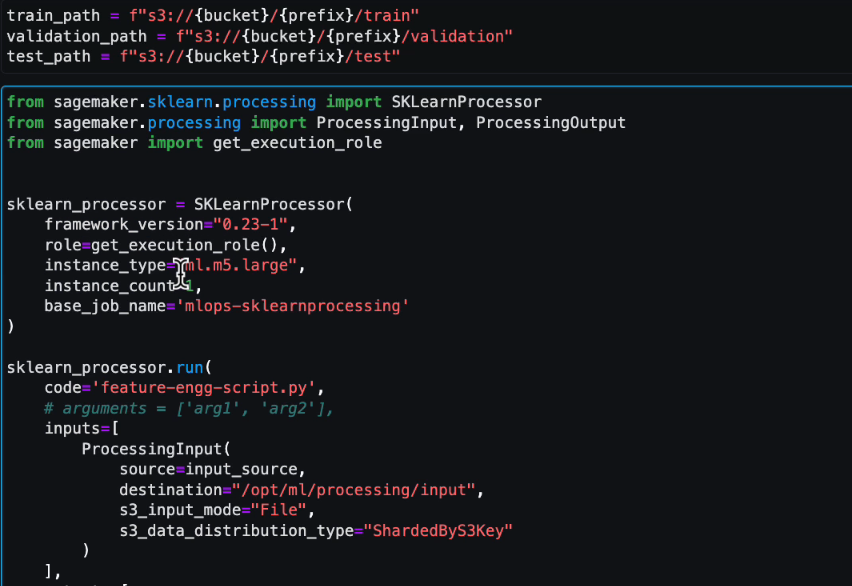 train_path = f"s3://{bucket}/{prefix}/train"
validation_path = f"s3://{bucket}/{prefix}/validation"
test_path = f"s3://{bucket}/{prefix}/test"
from sagemaker.sklearn.processing import SKLearnProcessor
from sagemaker.processing import ProcessingInput, ProcessingOutput
from sagemaker import get_execution_role
sklearn_processor = SKLearnProcessor(
    framework_version="0.23-1",
    role=get_execution_role(),
    instance_type="ml.m5.large",
    instance_count=1,
    base_job_name='mlops-sklearnprocessing'
)
sklearn_processor.run(
    code='feature-engg-script.py',
    # arguments = ['arg1', 'arg2'],
    inputs=[
        ProcessingInput(
            source=input_source,
            destination="/opt/ml/processing/input",
            s3_input_mode="File",
            s3_data_distribution_type="ShardedByS3Key"
        )
    ],